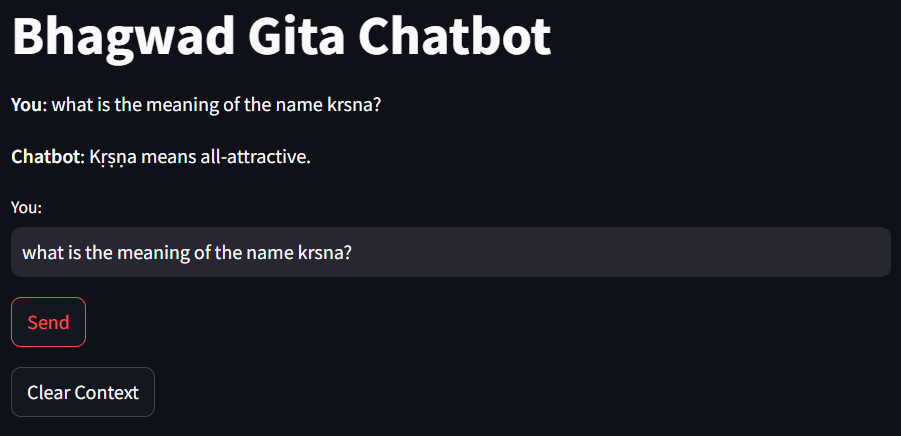 Bhagwad Gita Chatbot
You: what is the meaning of the name krsna?
Chatbot: Kṛṣṇa means all-attractive.
You:
what is the meaning of the name krsna?
Send
Clear Context